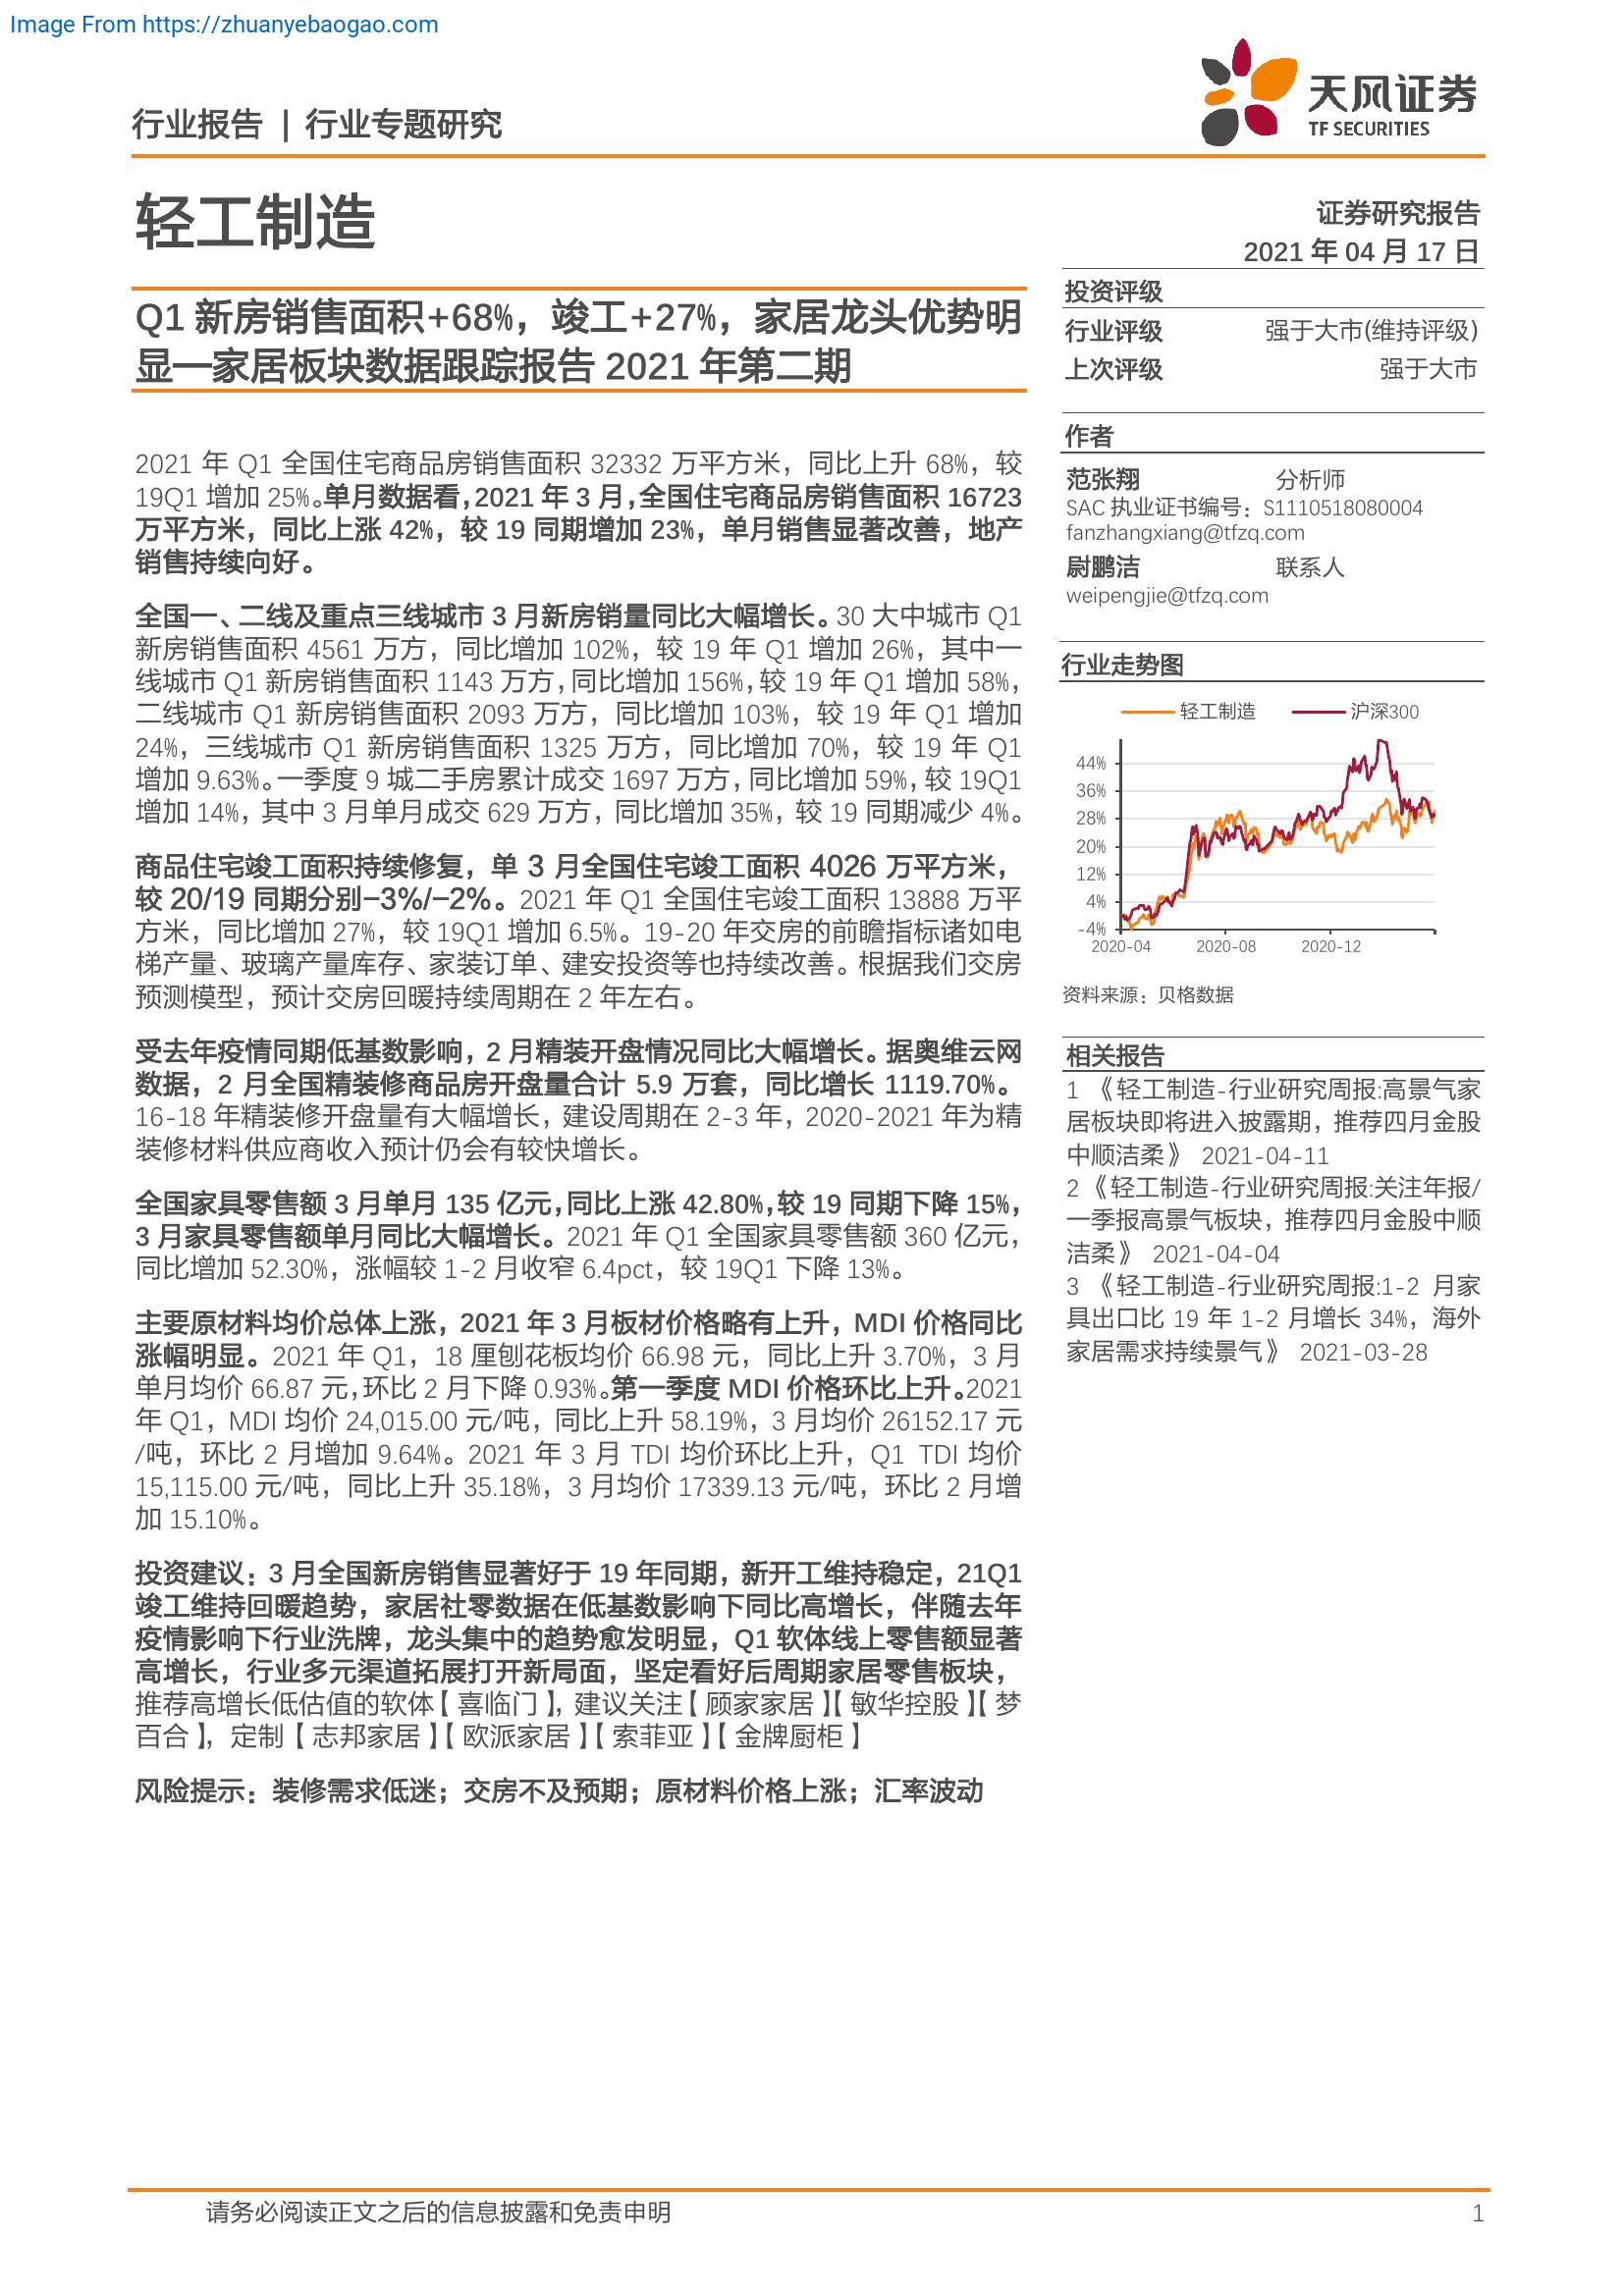 Image From https://zhuanyebaogao.com
行业报告 | 行业专题研究
天风证券
TF SECURITIES
轻工制造
证券研究报告
2021 年 04 月 17 日
Q1 新房销售面积+68%，竣工+27%，家居龙头优势明
显—家居板块数据跟踪报告 2021 年第二期
2021 年 Q1 全国住宅商品房销售面积 32332 万平方米，同比上升 68%，较
19Q1 增加 25%。单月数据看，2021 年 3 月，全国住宅商品房销售面积 16723
万平方米，同比上涨 42%，较 19 同期增加 23%，单月销售显著改善，地产
销售持续向好。
全国一、二线及重点三线城市 3 月新房销量同比大幅增长。30 大中城市 Q1
新房销售面积 4561 万方，同比增加 102%，较 19 年 Q1 增加 26%，其中一
线城市 Q1 新房销售面积 1143 万方，同比增加 156%，较 19 年 Q1 增加 58%，
二线城市 Q1 新房销售面积 2093 万方，同比增加 103%，较 19 年 Q1 增加
24%，三线城市 Q1 新房销售面积 1325 万方，同比增加 70%，较 19 年 Q1
增加 9.63%。一季度 9 城二手房累计成交 1697 万方，同比增加 59%，较 19Q1
增加 14%，其中 3 月单月成交 629 万方，同比增加 35%，较 19 同期减少 4%。
商品住宅竣工面积持续修复，单 3 月全国住宅竣工面积 4026 万平方米，
较 20/19 同期分别-3%/-2%。2021 年 Q1 全国住宅竣工面积 13888 万平
方米，同比增加 27%，较 19Q1 增加 6.5%。19-20 年交房的前瞻指标诸如电
梯产量、玻璃产量库存、家装订单、建安投资等也持续改善。根据我们交房
预测模型，预计交房回暖持续周期在 2 年左右。
受去年疫情同期低基数影响，2 月精装开盘情况同比大幅增长。据奥维云网
数据，2 月全国精装修商品房开盘量合计 5.9 万套，同比增长 1119.70%。
16-18 年精装修开盘量有大幅增长，建设周期在 2-3 年，2020-2021 年为精
装修材料供应商收入预计仍会有较快增长。
全国家具零售额 3 月单月 135 亿元，同比上涨 42.80%，较 19 同期下降 15%，
3 月家具零售额单月同比大幅增长。2021 年 Q1 全国家具零售额 360 亿元，
同比增加 52.30%，涨幅较 1-2 月收窄 6.4pct，较 19Q1 下降 13%。
主要原材料均价总体上涨，2021 年 3 月板材价格略有上升，MDI 价格同比
涨幅明显。2021 年 Q1，18 厘刨花板均价 66.98 元，同比上升 3.70%，3 月
单月均价 66.87 元，环比 2 月下降 0.93%。第一季度 MDI 价格环比上升。2021
年 Q1，MDI 均价 24,015.00 元/吨，同比上升 58.19%，3 月均价 26152.17 元
/吨，环比 2 月增加 9.64%。2021 年 3 月 TDI 均价环比上升，Q1 TDI 均价
15,115.00 元/吨，同比上升 35.18%，3 月均价 17339.13 元/吨，环比 2 月增
加 15.10%。
投资建议：3 月全国新房销售显著好于 19 年同期，新开工维持稳定，21Q1
竣工维持回暖趋势，家居社零数据在低基数影响下同比高增长，伴随去年
疫情影响下行业洗牌，龙头集中的趋势愈发明显，Q1 软体线上零售额显著
高增长，行业多元渠道拓展打开新局面，坚定看好后周期家居零售板块，
推荐高增长低估值的软体【喜临门】，建议关注【顾家家居】【敏华控股】【梦
百合】，定制【志邦家居】【欧派家居】【索菲亚】【金牌厨柜】
风险提示：装修需求低迷；交房不及预期；原材料价格上涨；汇率波动
投资评级
行业评级 强于大市(维持评级)
上次评级 强于大市
作者
范张翔 分析师
SAC 执业证书编号：S1110518080004
fanzhangxiang@tfzq.com
尉鹏洁 联系人
weipengjie@tfzq.com
行业走势图
轻工制造 沪深300
44%
36%
28%
20%
12%
4%
-4%
2020-04 2020-08 2020-12
资料来源：贝格数据
相关报告
1 《轻工制造-行业研究周报:高景气家
居板块即将进入披露期，推荐四月金股
中顺洁柔》 2021-04-11
2 《轻工制造-行业研究周报:关注年报/
一季报高景气板块，推荐四月金股中顺
洁柔》 2021-04-04
3 《轻工制造-行业研究周报:1-2 月家
具出口比 19 年 1-2 月增长 34%，海外
家居需求持续景气》 2021-03-28
请务必阅读正文之后的信息披露和免责申明
1